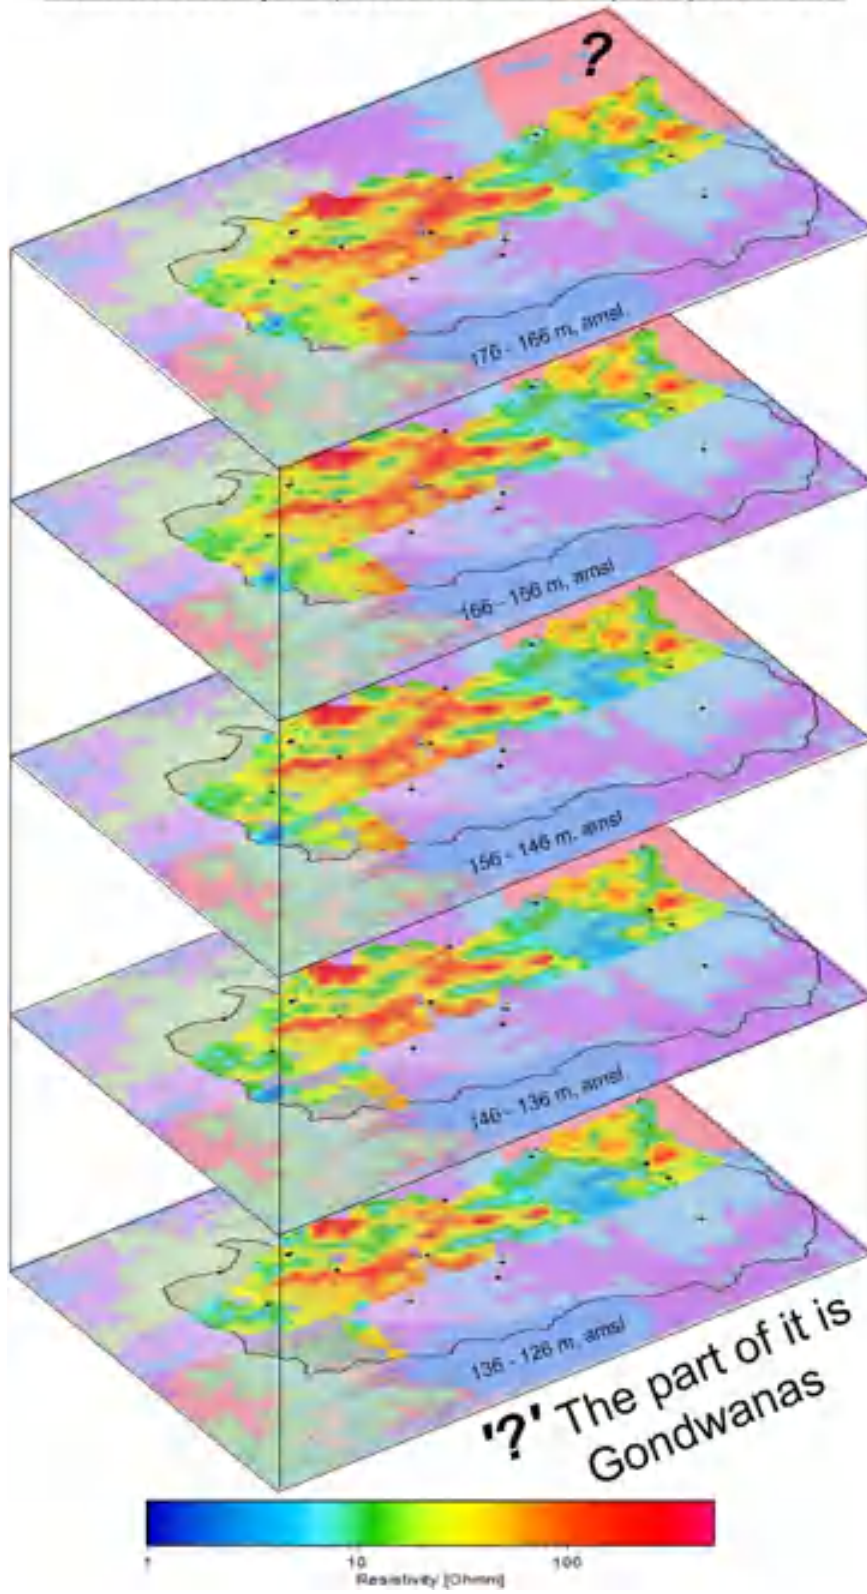 ?
176 - 166 m, amsl.
166 - 156 m, amsl
156 - 146 m, amsl
146 - 136 m, amsl.
136 - 126 m, amsl
'?' The part of it is
Gondwanas
1 10 100
Resistivity [Ohmm]